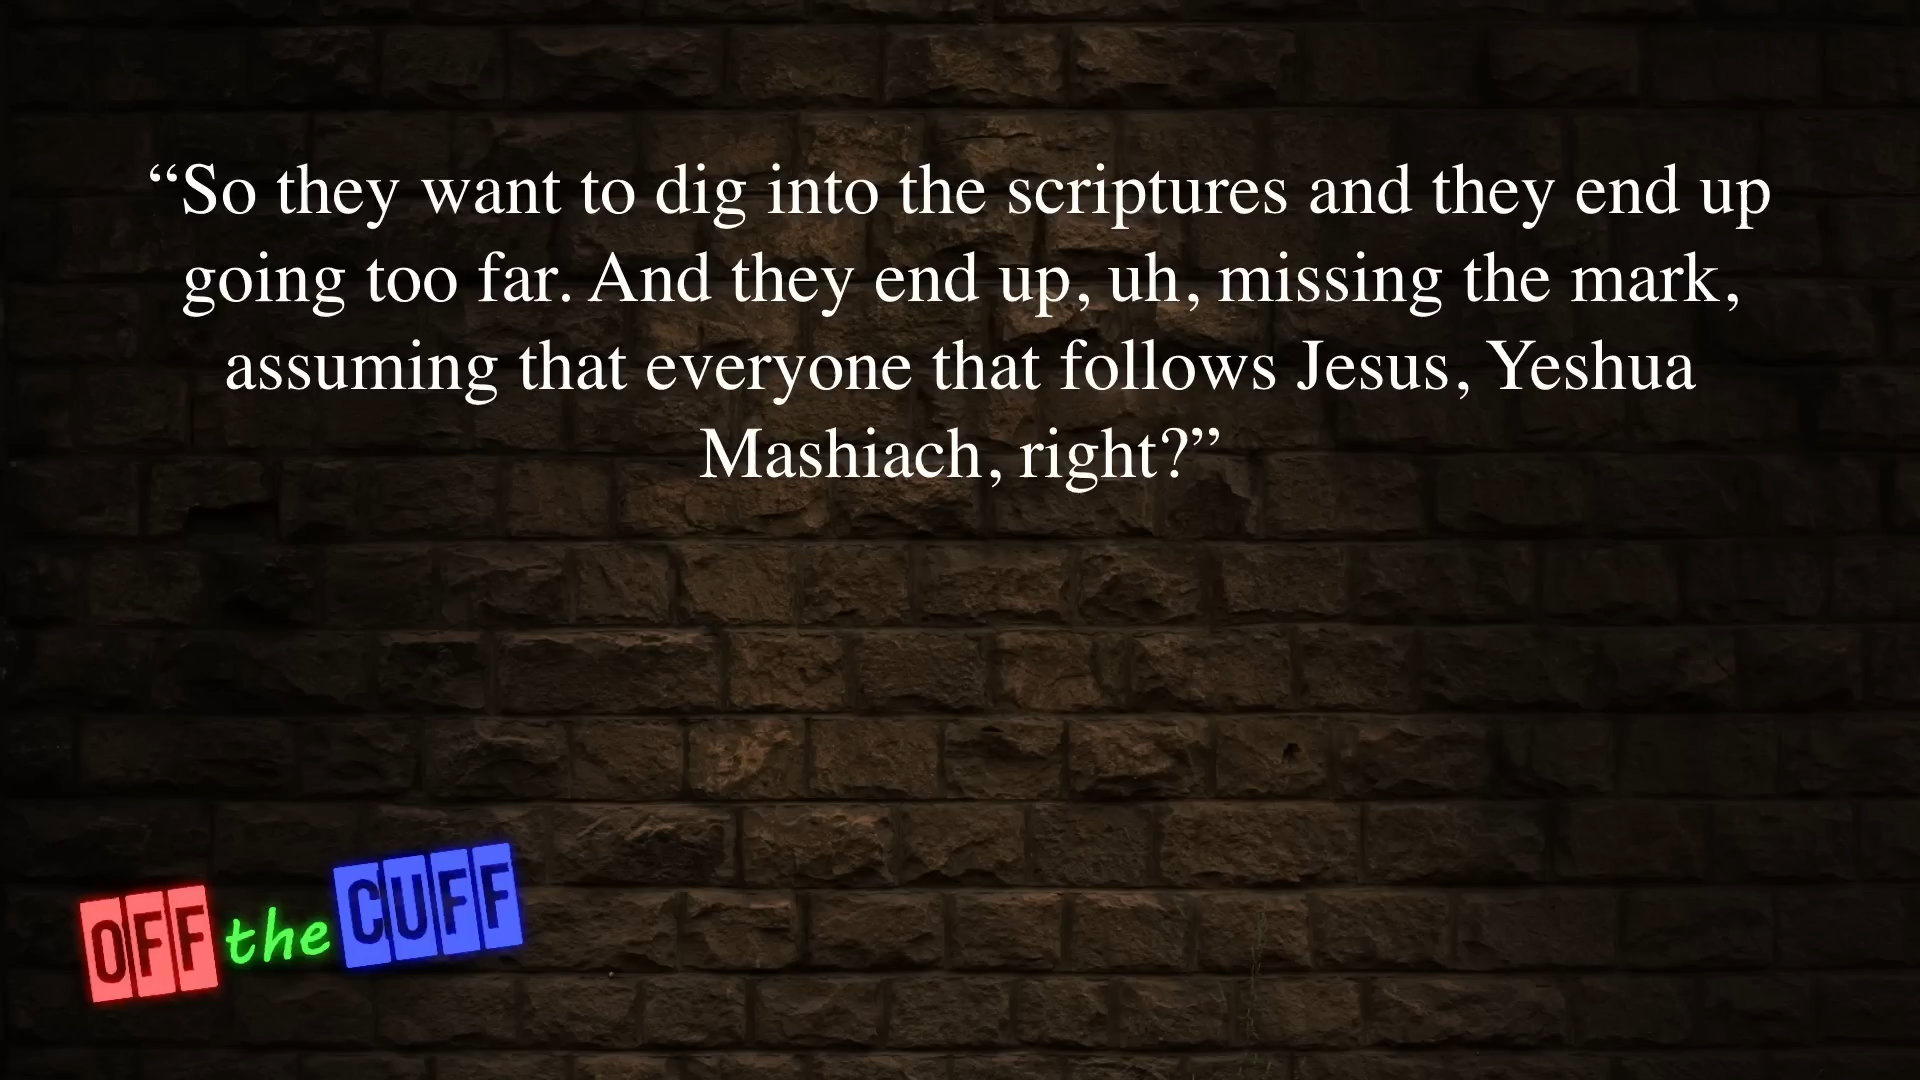 “So they want to dig into the scriptures and they end up
going too far. And they end up, uh, missing the mark,
assuming that everyone that follows Jesus, Yeshua
Mashiach, right?”
OFF the CUFF